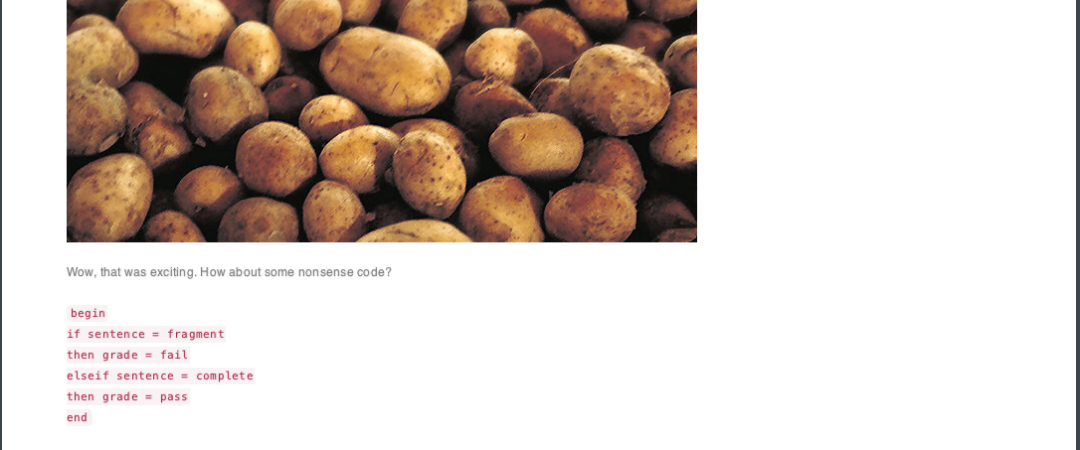 Wow, that was exciting. How about some nonsense code?
begin
if sentence = fragment
then grade = fail
elseif sentence = complete
then grade = pass
end